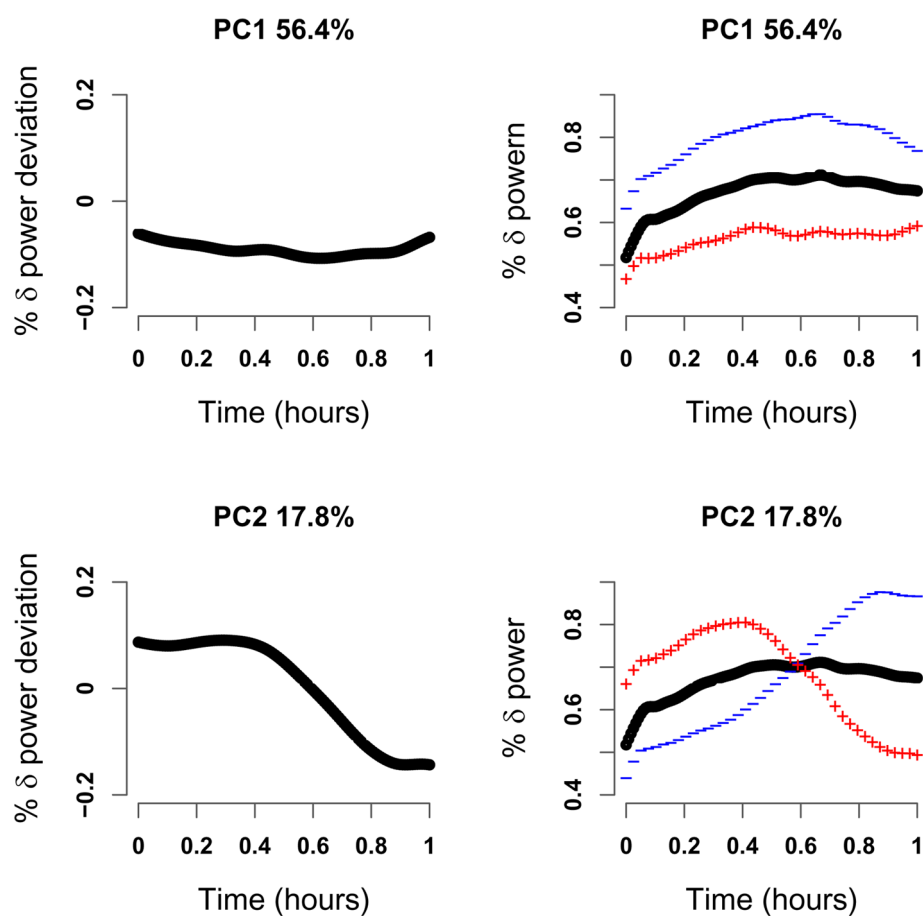 PC1 56.4%
% δ power deviation
0.2
0
−0.2
0 0.2 0.4 0.6 0.8 1
Time (hours)
PC1 56.4%
% δ powern
0.8
0.6
0.4
0 0.2 0.4 0.6 0.8 1
Time (hours)
PC2 17.8%
% δ power deviation
0.2
0
−0.2
0 0.2 0.4 0.6 0.8 1
Time (hours)
PC2 17.8%
% δ power
0.8
0.6
0.4
0 0.2 0.4 0.6 0.8 1
Time (hours)